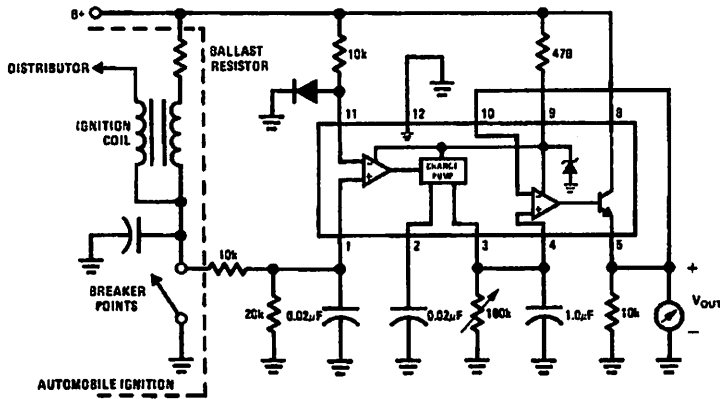 B+
BALLAST
RESISTOR
DISTRIBUTOR
IGNITION
COIL
10k
470
11
12
10
9
8
CHARGE
PUMP
1
2
3
4
5
10k
BREAKER
POINTS
20k
0.02µF
0.02µF
100k
1.0µF
10k
+
VOUT
−
AUTOMOBILE IGNITION